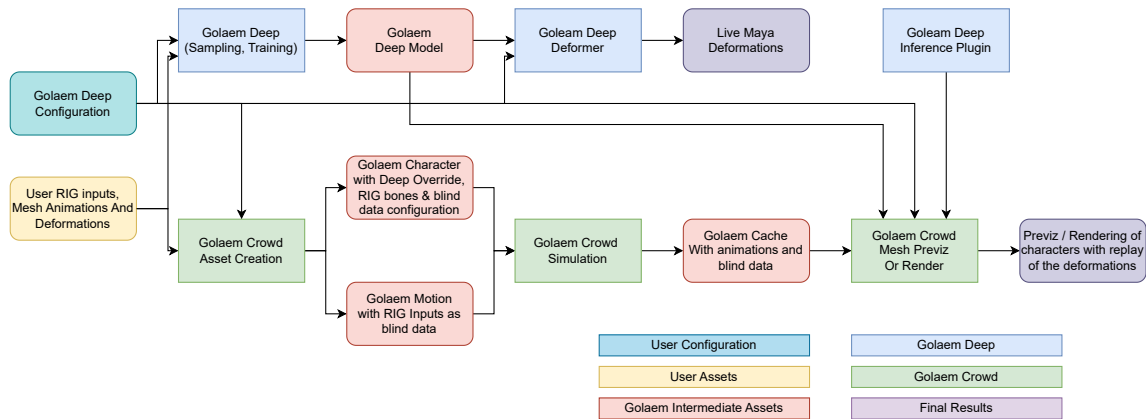 Golaem Deep
(Sampling, Training)
Golaem
Deep Model
Goleam Deep
Deformer
Live Maya
Deformations
Goleam Deep
Inference Plugin
Golaem Deep
Configuration
User RIG inputs,
Mesh Animations And
Deformations
Golaem Crowd
Asset Creation
Golaem Character
with Deep Override,
RIG bones & blind
data configuration
Golaem Motion
with RIG Inputs as
blind data
Golaem Crowd
Simulation
Golaem Cache
With animations and
blind data
Golaem Crowd
Mesh Previz
Or Render
Previz / Rendering of
characters with replay
of the deformations
User Configuration
Golaem Deep
User Assets
Golaem Crowd
Golaem Intermediate Assets
Final Results